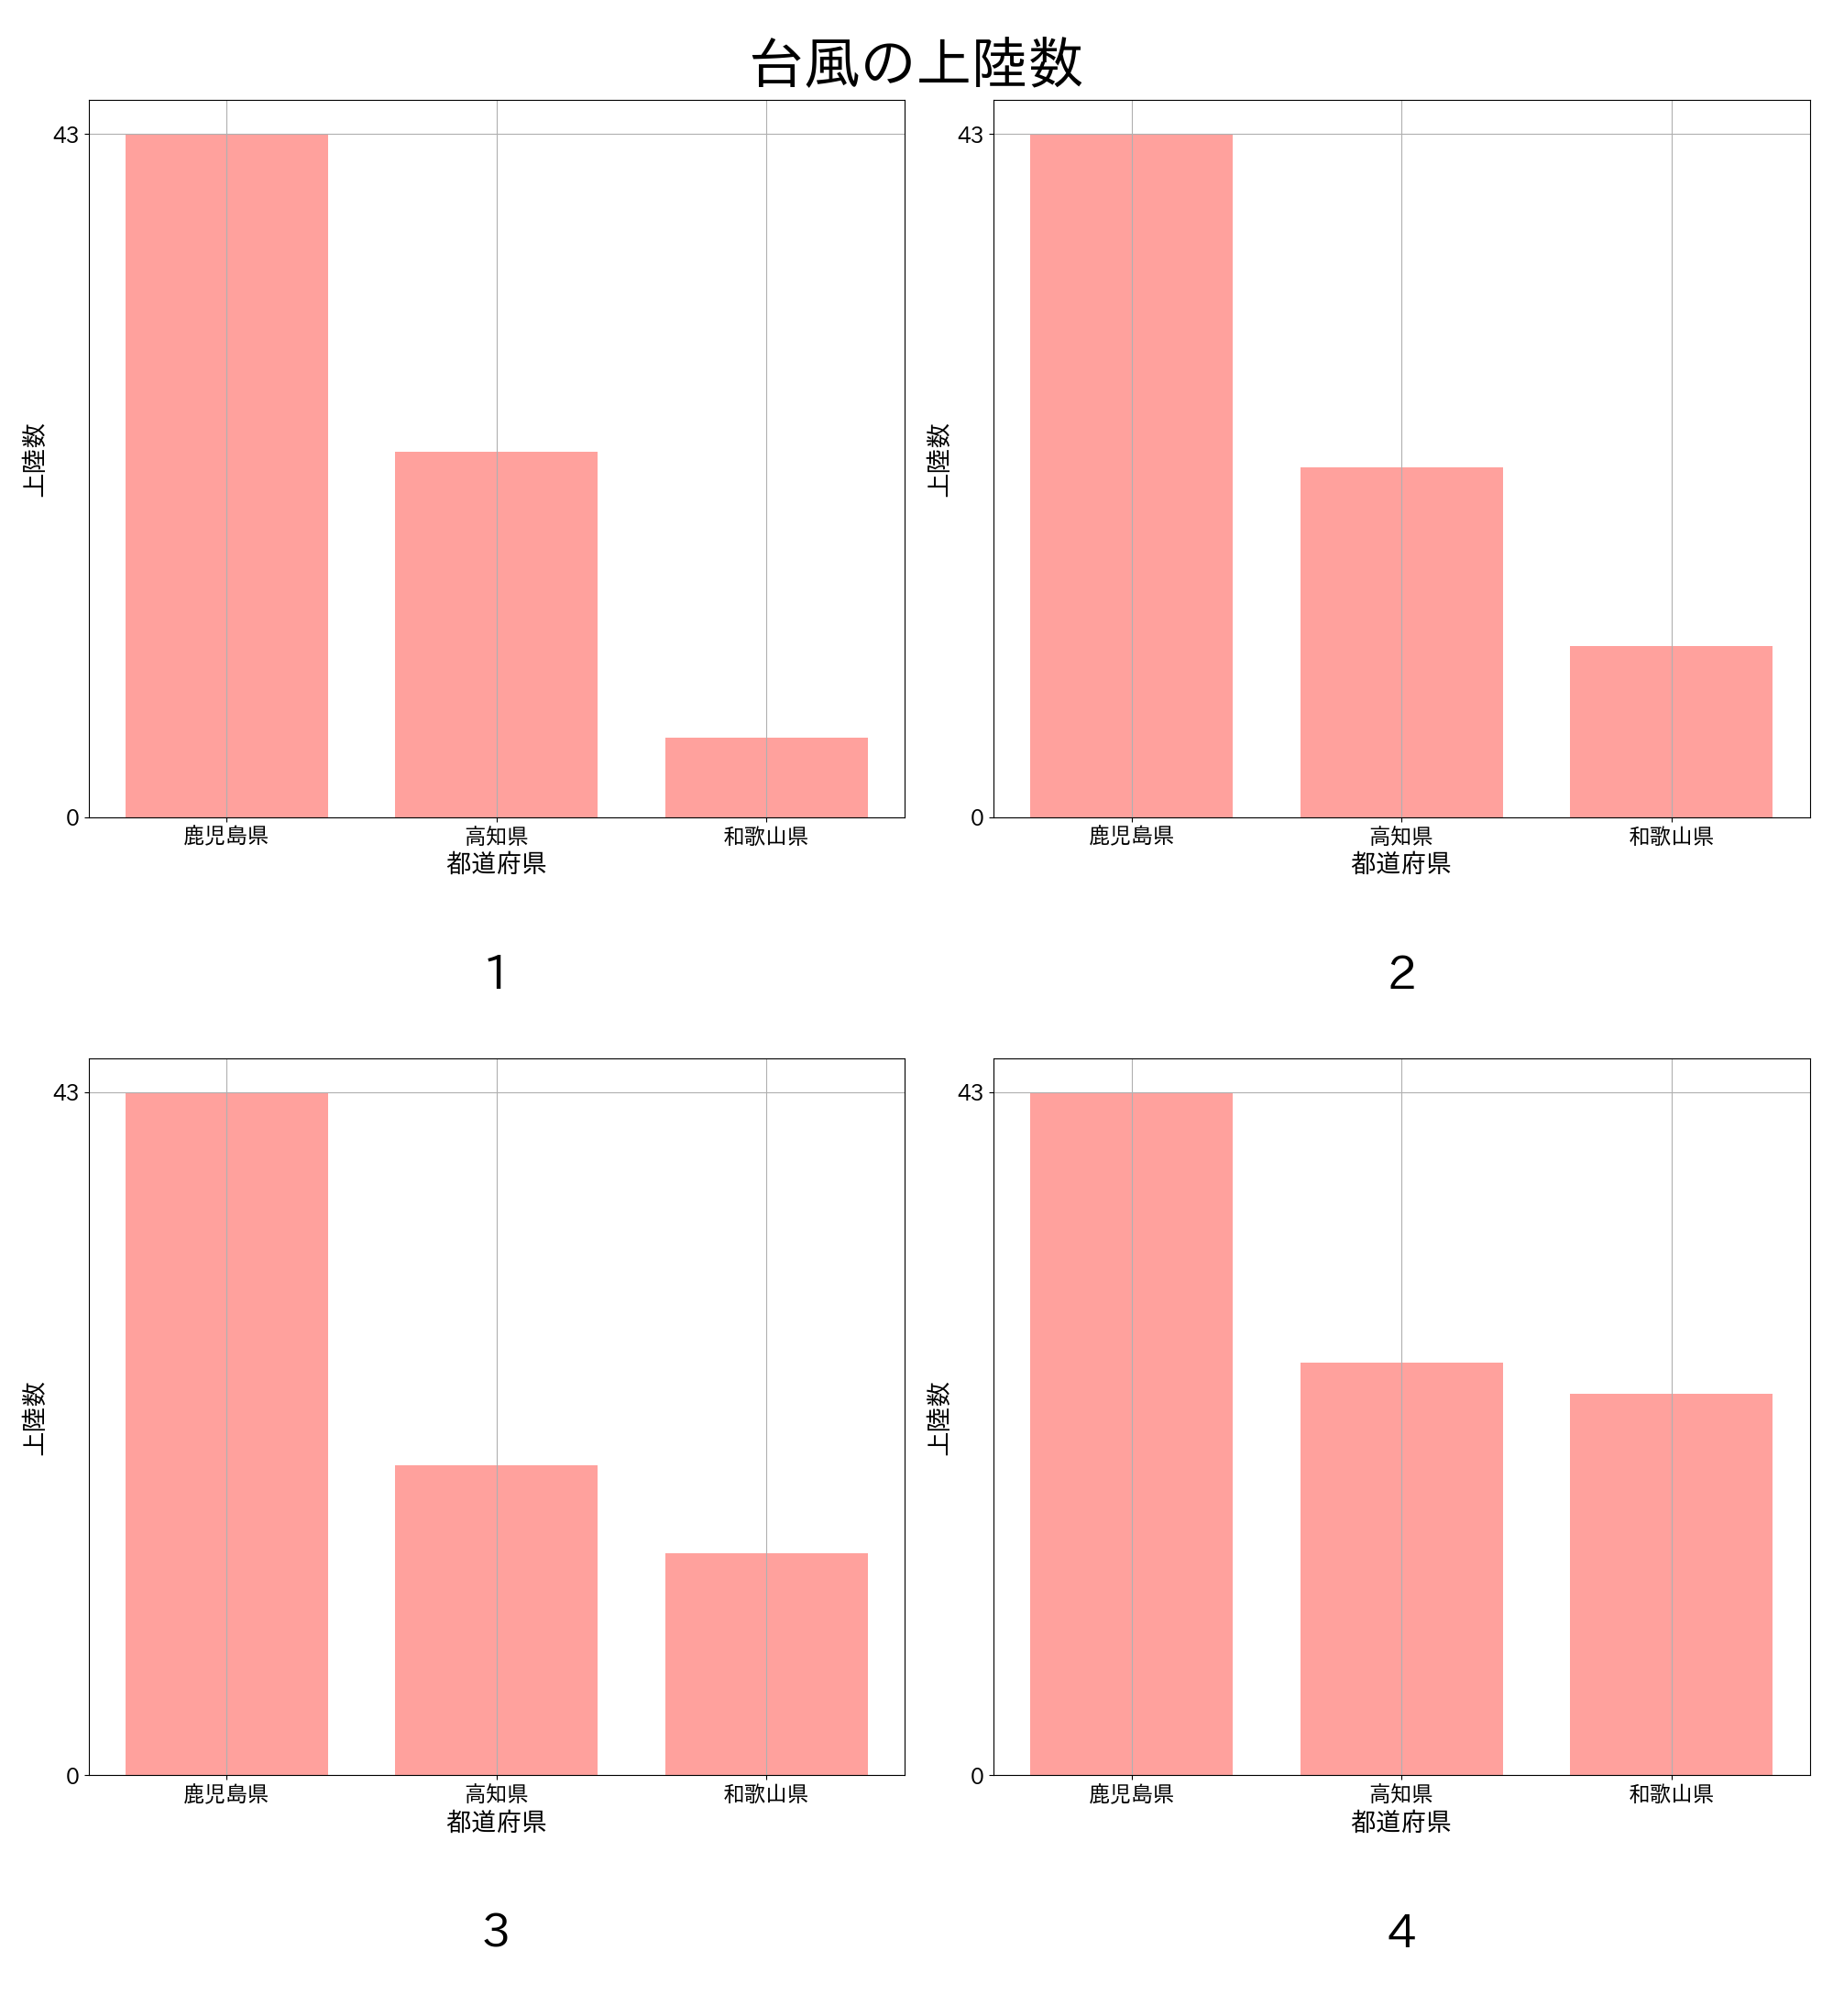 台風の上陸数
43
0
上陸数
鹿児島県 高知県 和歌山県
都道府県
1
43
0
上陸数
鹿児島県 高知県 和歌山県
都道府県
2
43
0
上陸数
鹿児島県 高知県 和歌山県
都道府県
3
43
0
上陸数
鹿児島県 高知県 和歌山県
都道府県
4